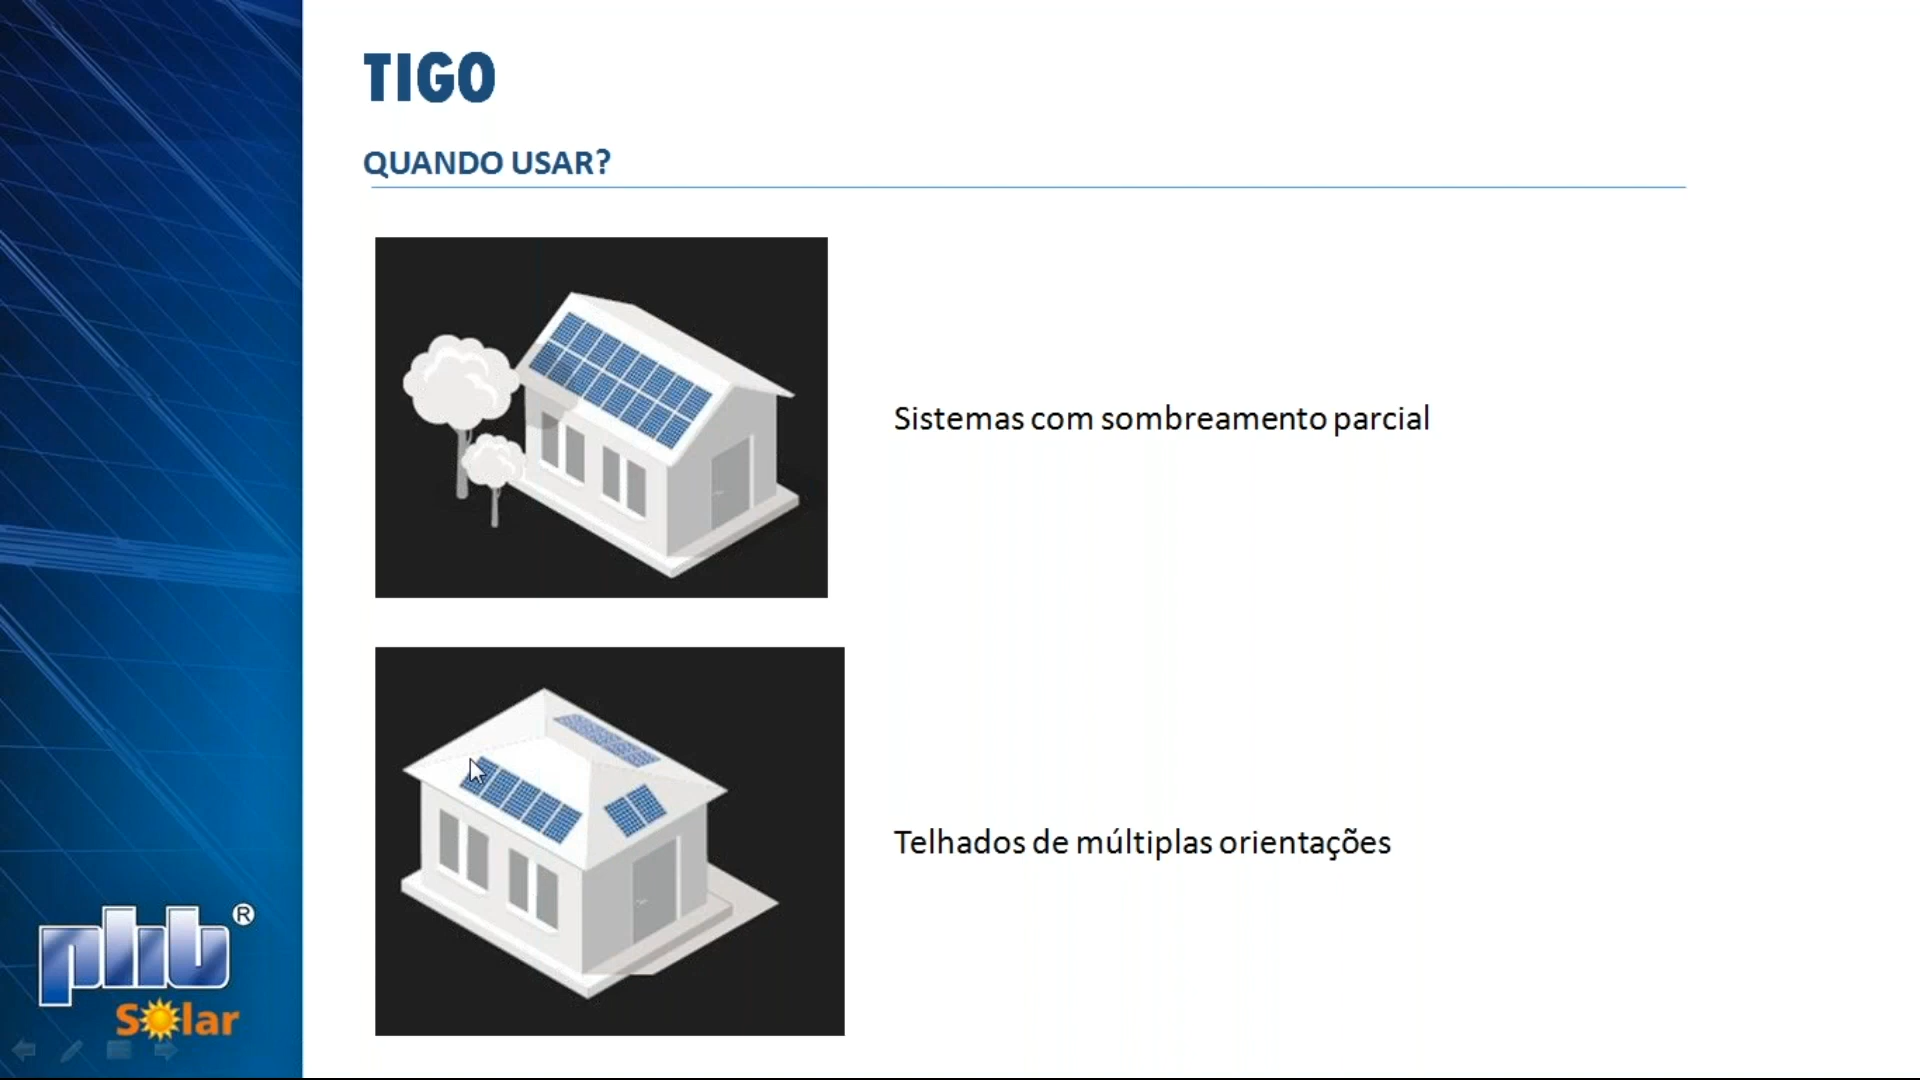 TIGO
QUANDO USAR?
Sistemas com sombreamento parcial
Telhados de múltiplas orientações
phb®
Solar